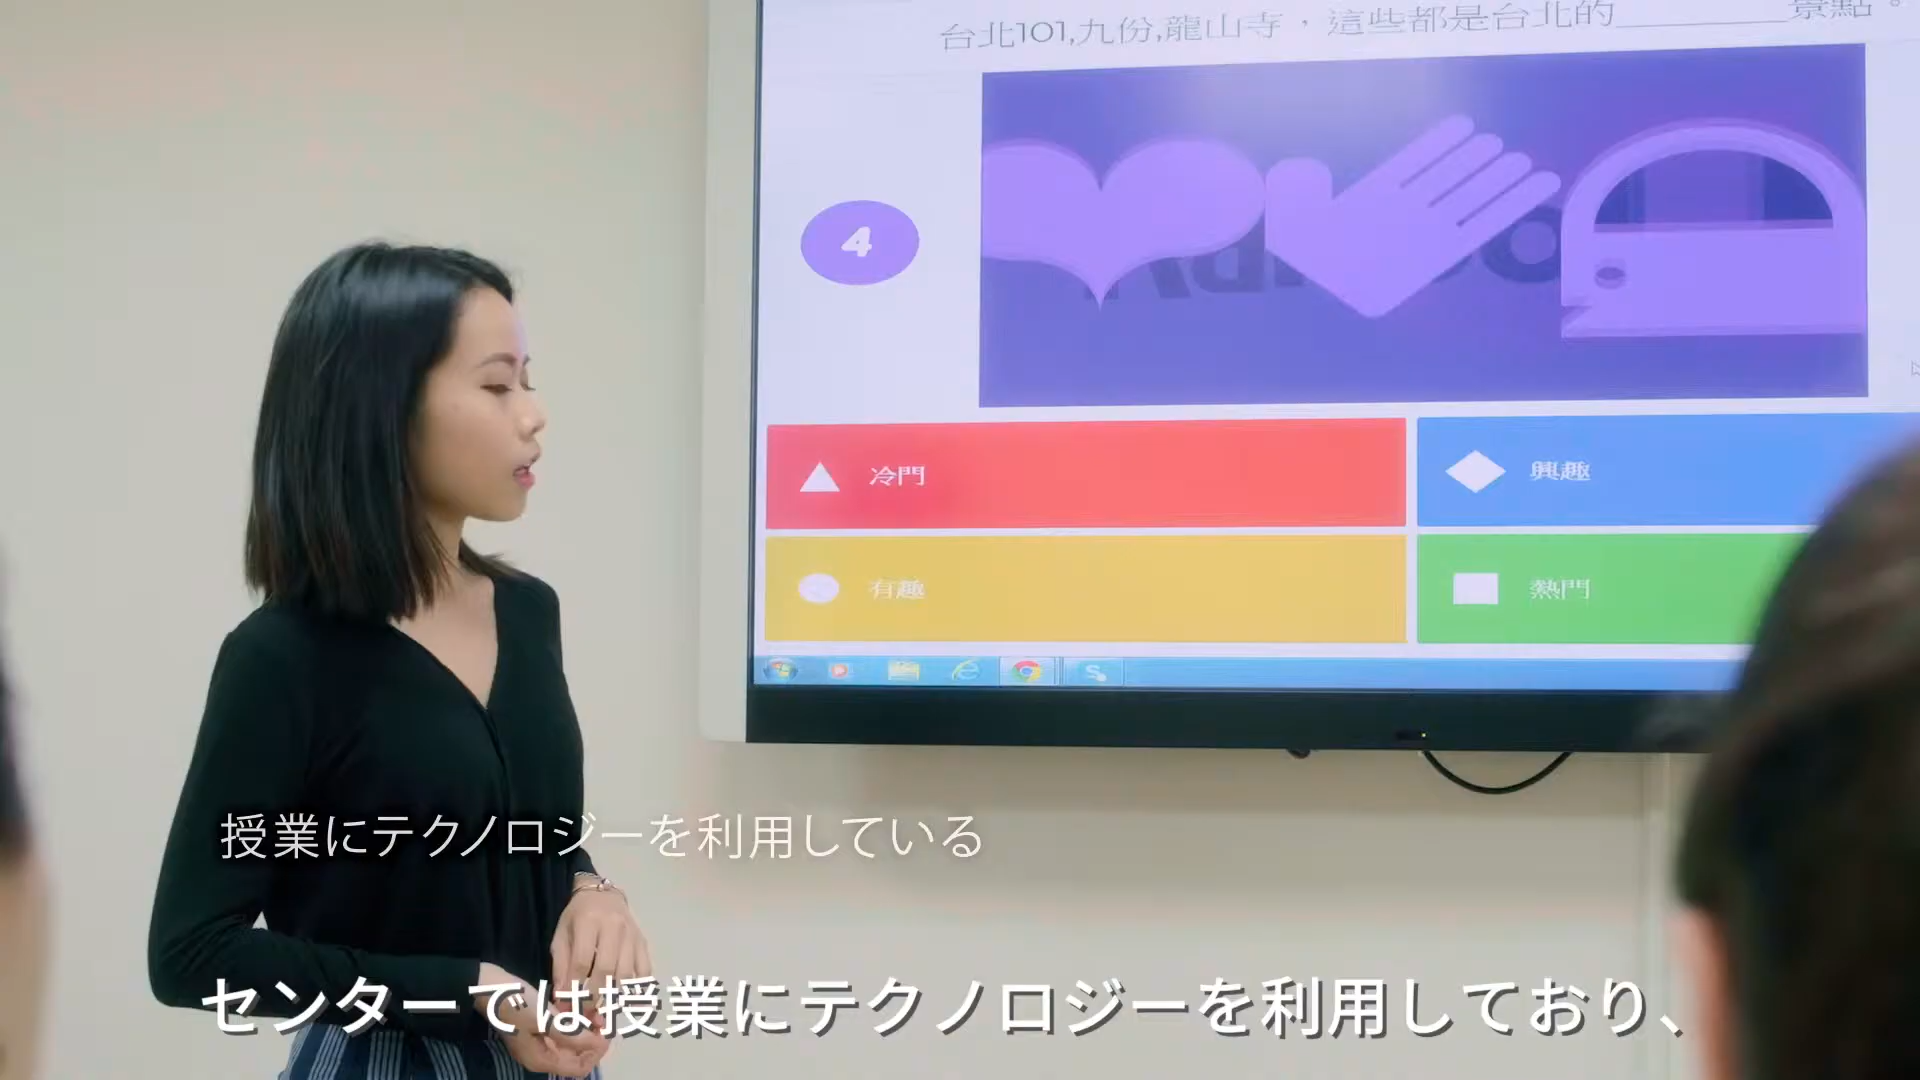 台北101,九份,龍山寺，這些都是台北的________景點。
4
冷門
興趣
有趣
熱門
授業にテクノロジーを利用している
センターでは授業にテクノロジーを利用しており、